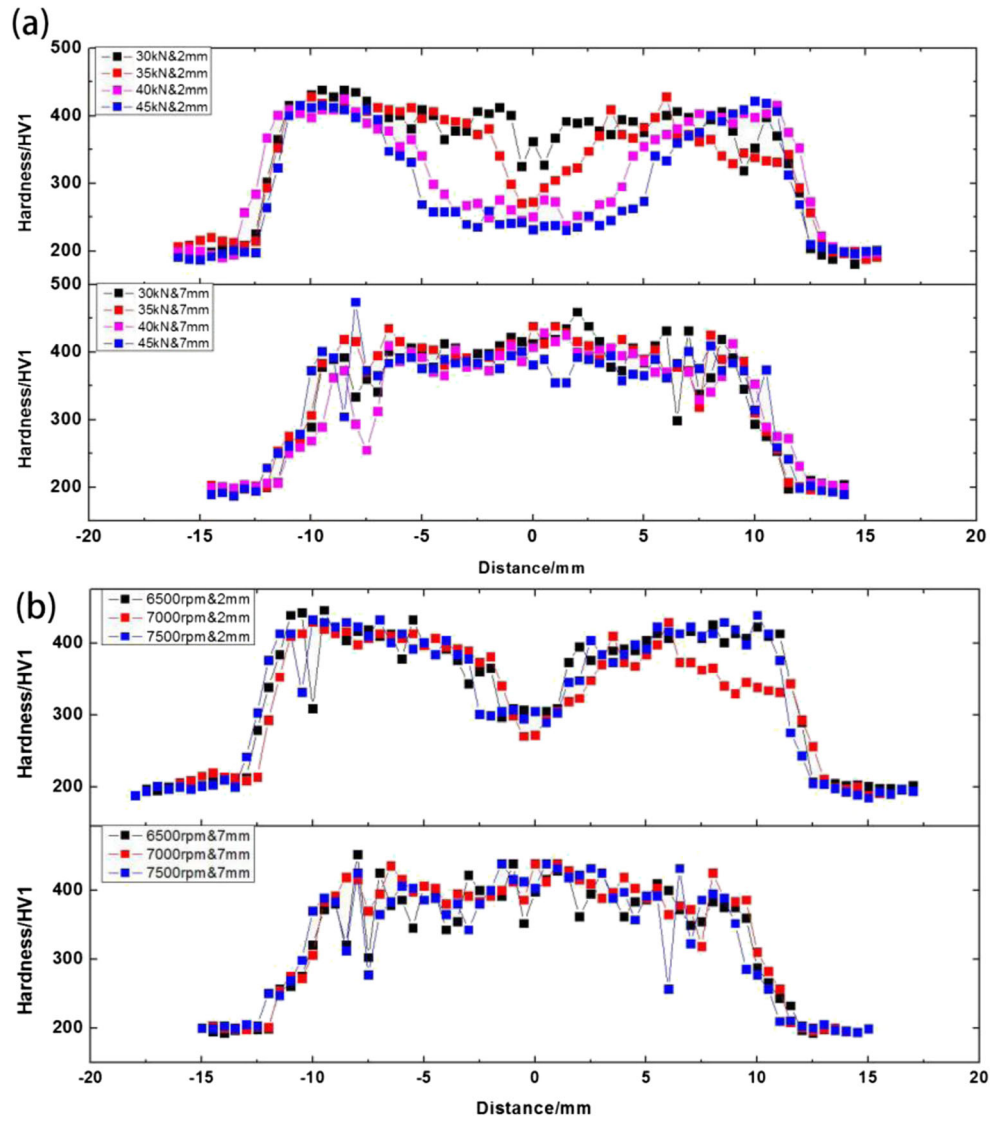 (a)
500
400
300
200
Hardness/HV1
30kN&2mm
35kN&2mm
40kN&2mm
45kN&2mm
500
400
300
200
Hardness/HV1
30kN&7mm
35kN&7mm
40kN&7mm
45kN&7mm
-20 -15 -10 -5 0 5 10 15 20
Distance/mm
(b)
400
300
200
Hardness/HV1
6500rpm&2mm
7000rpm&2mm
7500rpm&2mm
400
300
200
Hardness/HV1
6500rpm&7mm
7000rpm&7mm
7500rpm&7mm
-20 -15 -10 -5 0 5 10 15 20
Distance/mm